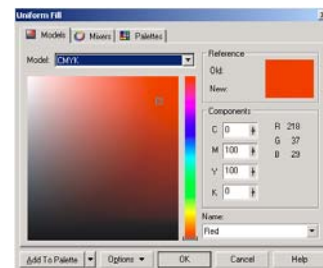 Uniform Fill
Models Mixers Palettes
Model: CMYK
Reference
Old:
New:
Components
C 0 R 218
M 100 G 37
Y 100 B 29
K 0
Name:
Red
Add To Palette Options OK Cancel Help